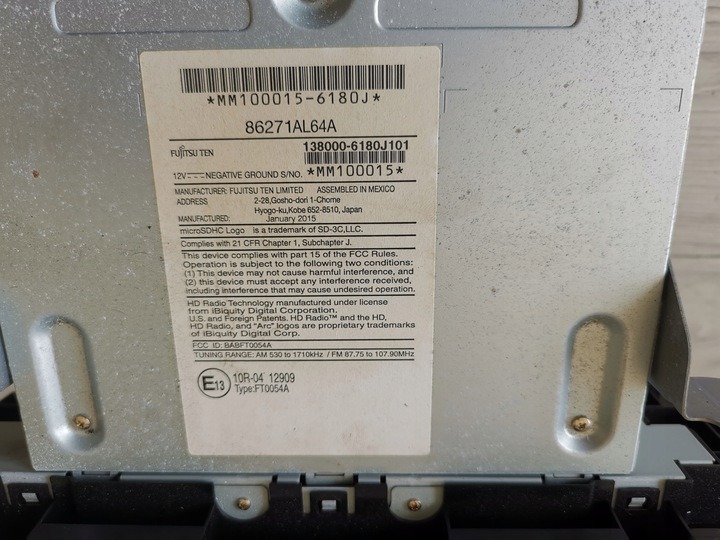 *MM100015-6180J*
86271AL64A
FUJITSU TEN 138000-6180J101
12V NEGATIVE GROUND S/NO. *MM100015*
MANUFACTURER: FUJITSU TEN LIMITED ASSEMBLED IN MEXICO
ADDRESS 2-28,Gosho-dori 1-Chome
Hyogo-ku,Kobe 652-8510, Japan
MANUFACTURED: January 2015
microSDHC Logo is a trademark of SD-3C,LLC.
Complies with 21 CFR Chapter 1, Subchapter J.
This device complies with part 15 of the FCC Rules.
Operation is subject to the following two conditions:
(1) This device may not cause harmful interference, and
(2) this device must accept any interference received,
including interference that may cause undesired operation.
HD Radio Technology manufactured under license
from iBiquity Digital Corporation.
U.S. and Foreign Patents. HD Radio™ and the HD,
HD Radio, and "Arc" logos are proprietary trademarks
of iBiquity Digital Corp.
FCC ID: BABFT0054A
TUNING RANGE: AM 530 to 1710kHz / FM 87.75 to 107.90MHz
E13 10R-04 12909
Type:FT0054A